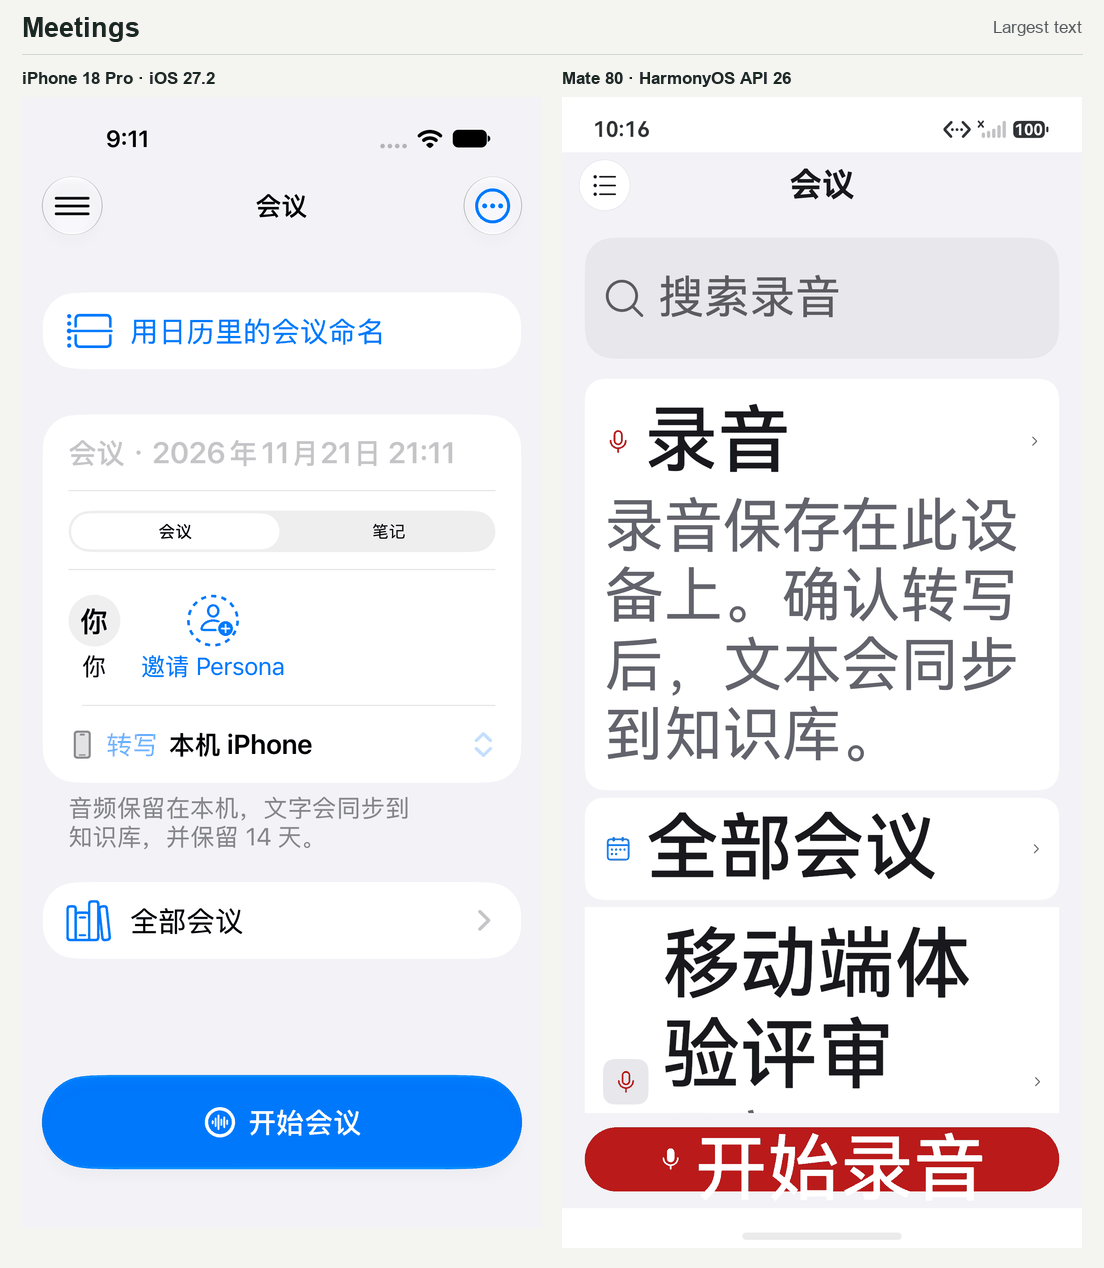 Meetings
Largest text
iPhone 18 Pro · iOS 27.2
9:11
会议
用日历里的会议命名
会议 · 2026年11月21日 21:11
会议
笔记
你
你
邀请 Persona
转写 本机 iPhone
音频保留在本机，文字会同步到
知识库，并保留 14 天。
全部会议
开始会议
Mate 80 · HarmonyOS API 26
10:16
100
会议
搜索录音
录音
录音保存在此设
备上。确认转写
后，文本会同步
到知识库。
全部会议
移动端体
验评审
开始录音